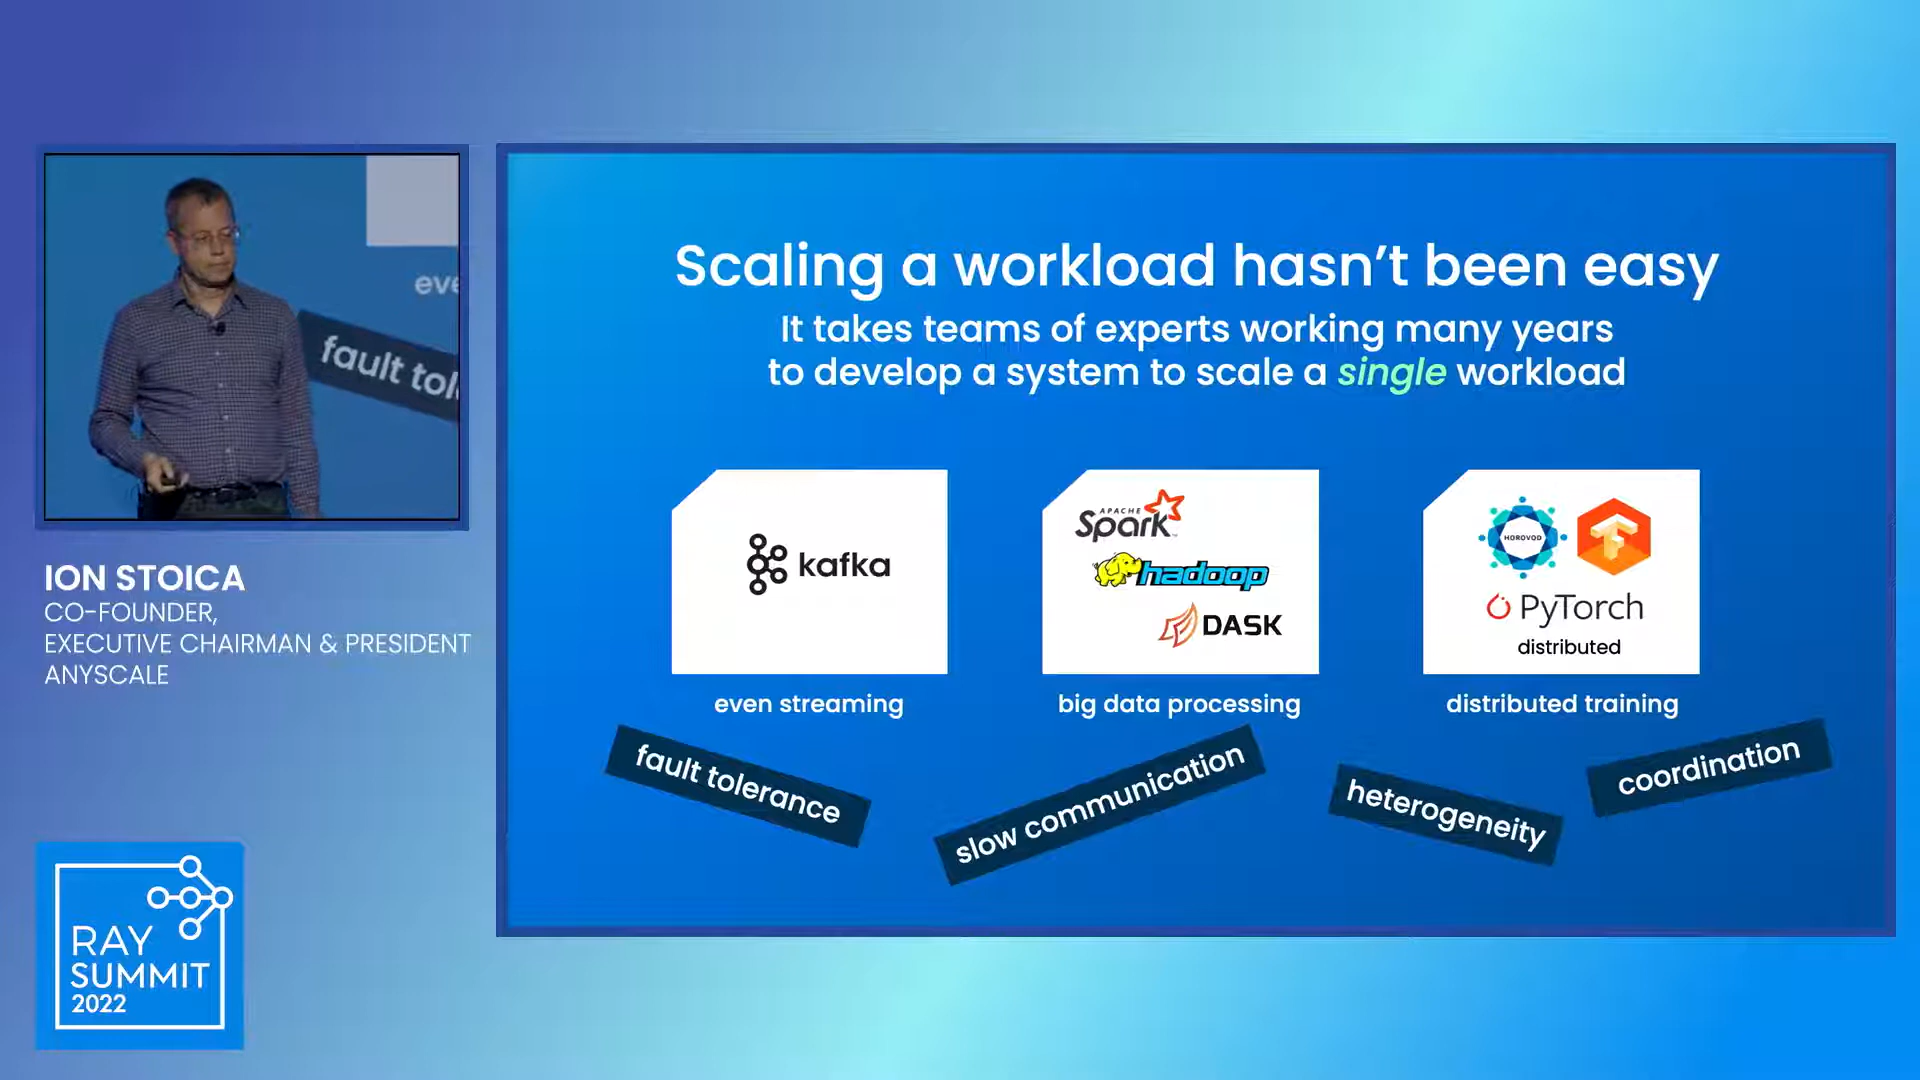 eve
fault tol
ION STOICA
CO-FOUNDER,
EXECUTIVE CHAIRMAN & PRESIDENT
ANYSCALE
RAY
SUMMIT
2022
Scaling a workload hasn't been easy
It takes teams of experts working many years
to develop a system to scale a single workload
kafka
even streaming
APACHE
Spark
hadoop
DASK
big data processing
HOROVOD
PyTorch
distributed
distributed training
fault tolerance
slow communication
heterogeneity
coordination